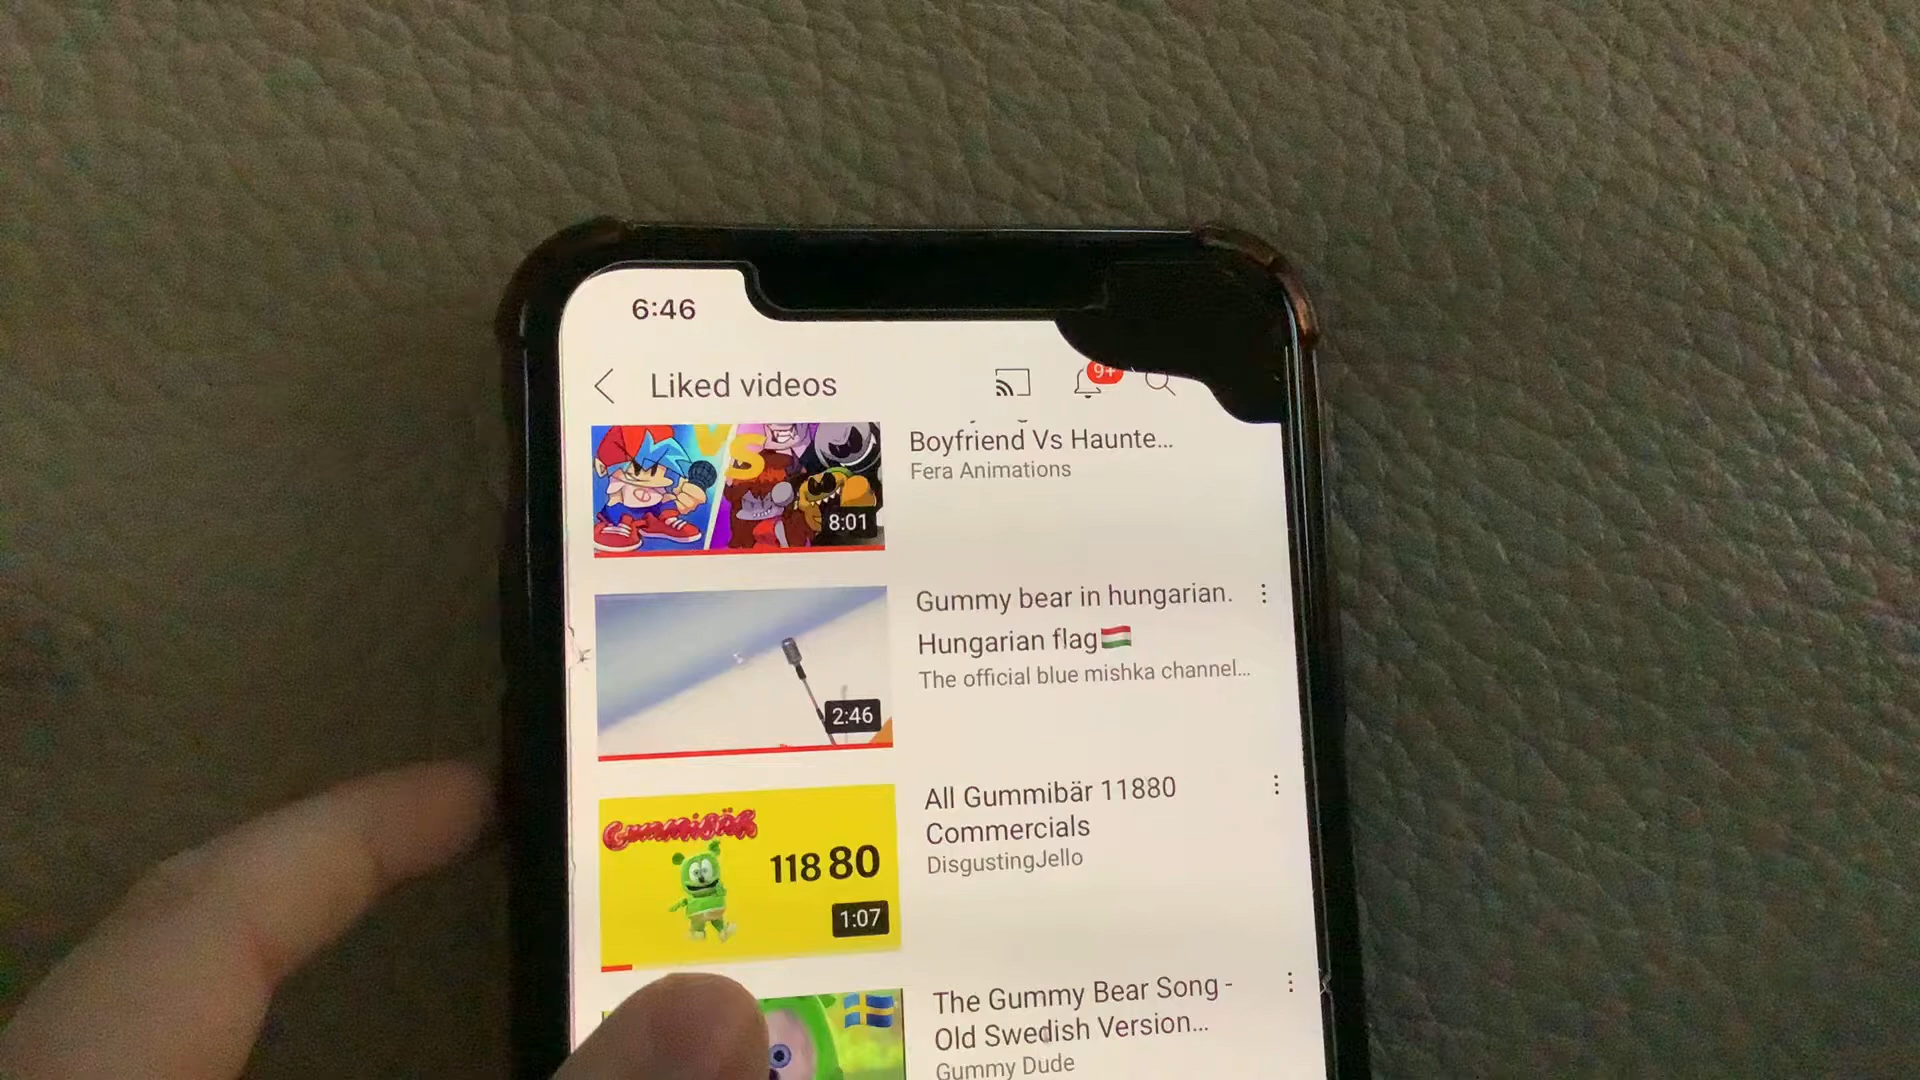 6:46
Liked videos
9+
VS
Boyfriend Vs Haunte...
Fera Animations
8:01
Gummy bear in hungarian.
Hungarian flag🇭🇺
The official blue mishka channel...
2:46
All Gummibär 11880
Commercials
DisgustingJello
GUMMIBÄR
118 80
1:07
The Gummy Bear Song -
Old Swedish Version...
Gummy Dude